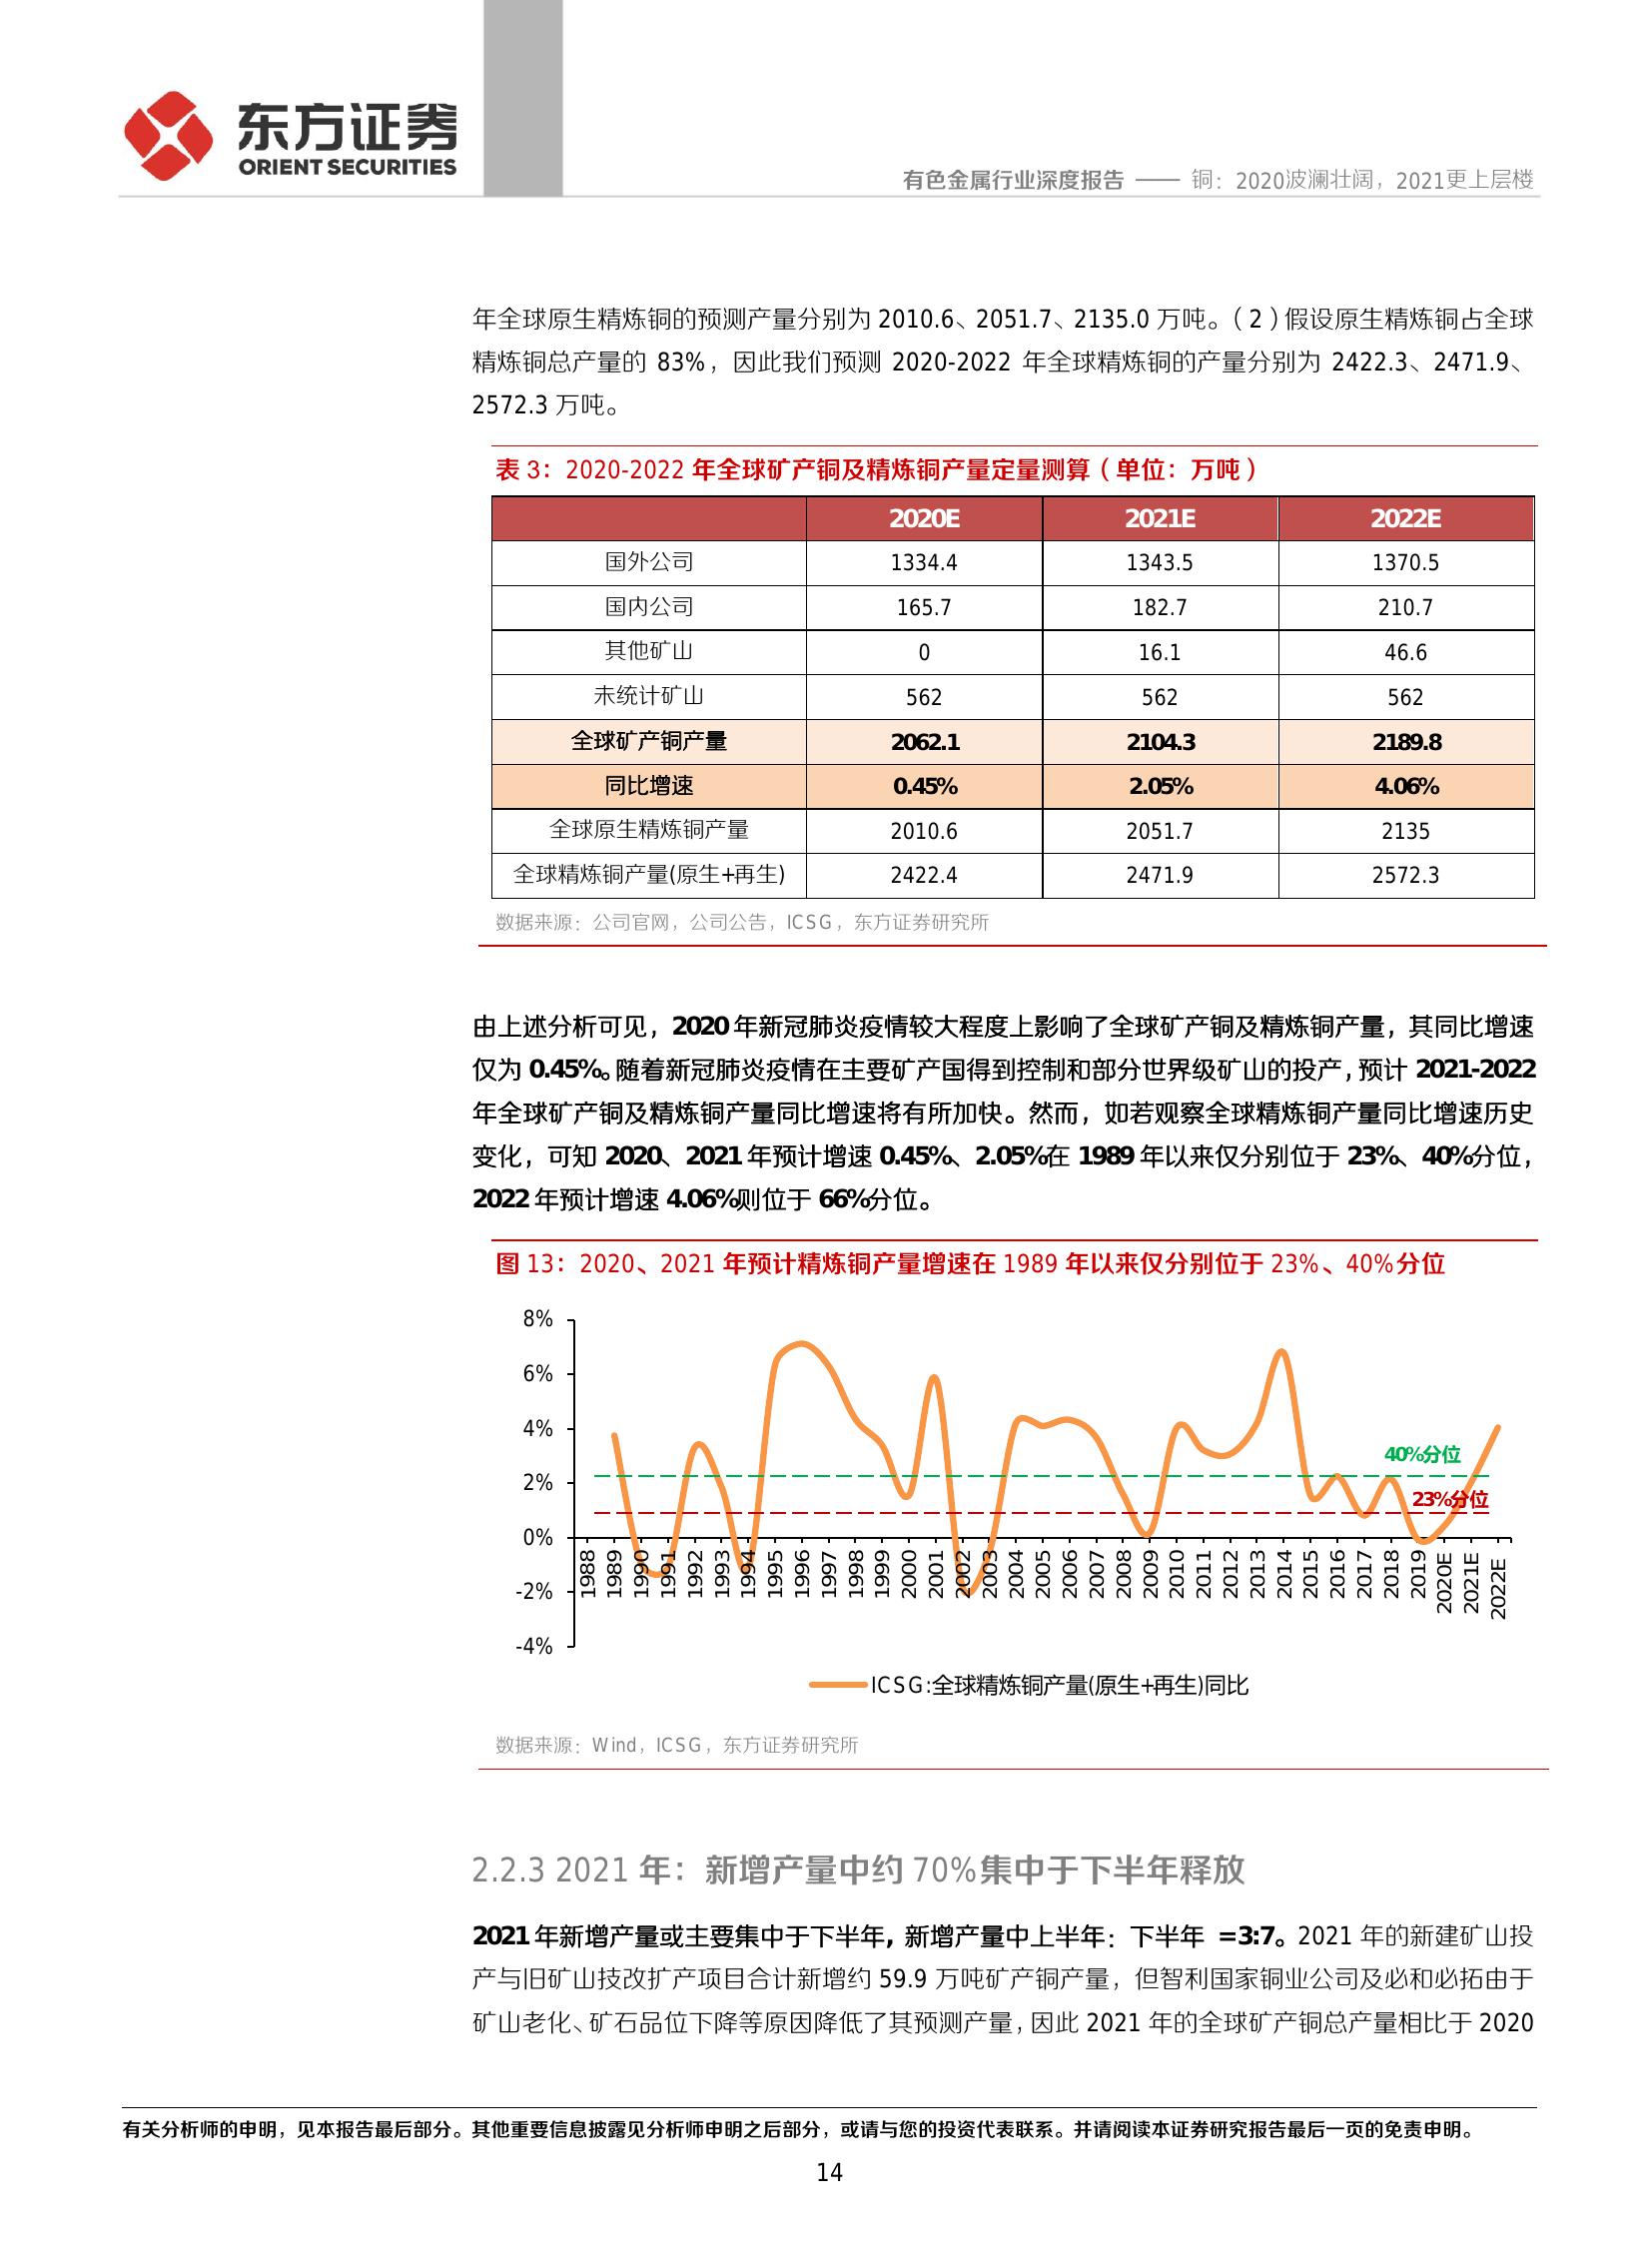 东方证券
ORIENT SECURITIES
有色金属行业深度报告 —— 铜：2020波澜壮阔，2021更上层楼
年全球原生精炼铜的预测产量分别为 2010.6、2051.7、2135.0 万吨。（2）假设原生精炼铜占全球
精炼铜总产量的 83%，因此我们预测 2020-2022 年全球精炼铜的产量分别为 2422.3、2471.9、
2572.3 万吨。
表 3：2020-2022 年全球矿产铜及精炼铜产量定量测算（单位：万吨）
2020E 2021E 2022E
国外公司 1334.4 1343.5 1370.5
国内公司 165.7 182.7 210.7
其他矿山 0 16.1 46.6
未统计矿山 562 562 562
全球矿产铜产量 2062.1 2104.3 2189.8
同比增速 0.45% 2.05% 4.06%
全球原生精炼铜产量 2010.6 2051.7 2135
全球精炼铜产量(原生+再生) 2422.4 2471.9 2572.3
数据来源：公司官网，公司公告，ICSG，东方证券研究所
由上述分析可见，2020 年新冠肺炎疫情较大程度上影响了全球矿产铜及精炼铜产量，其同比增速
仅为 0.45%。随着新冠肺炎疫情在主要矿产国得到控制和部分世界级矿山的投产，预计 2021-2022
年全球矿产铜及精炼铜产量同比增速将有所加快。然而，如若观察全球精炼铜产量同比增速历史
变化，可知 2020、2021 年预计增速 0.45%、2.05%在 1989 年以来仅分别位于 23%、40%分位，
2022 年预计增速 4.06%则位于 66%分位。
图 13：2020、2021 年预计精炼铜产量增速在 1989 年以来仅分别位于 23%、40%分位
8%
6%
4%
2%
0%
-2%
-4%
40%分位
23%分位
1988 1989 1990 1991 1992 1993 1994 1995 1996 1997 1998 1999 2000 2001 2002 2003 2004 2005 2006 2007 2008 2009 2010 2011 2012 2013 2014 2015 2016 2017 2018 2019 2020E 2021E 2022E
ICSG:全球精炼铜产量(原生+再生)同比
数据来源：Wind，ICSG，东方证券研究所
2.2.3 2021 年：新增产量中约 70%集中于下半年释放
2021 年新增产量或主要集中于下半年，新增产量中上半年：下半年 =3:7。2021 年的新建矿山投
产与旧矿山技改扩产项目合计新增约 59.9 万吨矿产铜产量，但智利国家铜业公司及必和必拓由于
矿山老化、矿石品位下降等原因降低了其预测产量，因此 2021 年的全球矿产铜总产量相比于 2020
有关分析师的申明，见本报告最后部分。其他重要信息披露见分析师申明之后部分，或请与您的投资代表联系。并请阅读本证券研究报告最后一页的免责申明。
14